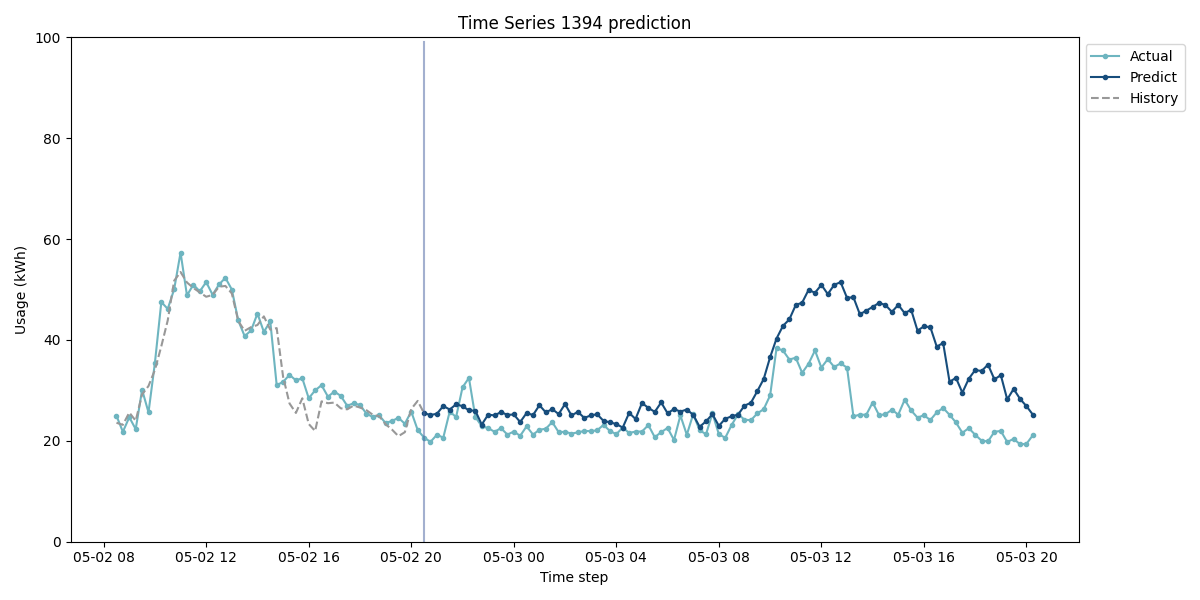 Time Series 1394 prediction
Usage (kWh)
100
80
60
40
20
0
05-02 08
05-02 12
05-02 16
05-02 20
05-03 00
05-03 04
05-03 08
05-03 12
05-03 16
05-03 20
Time step
Actual
Predict
History